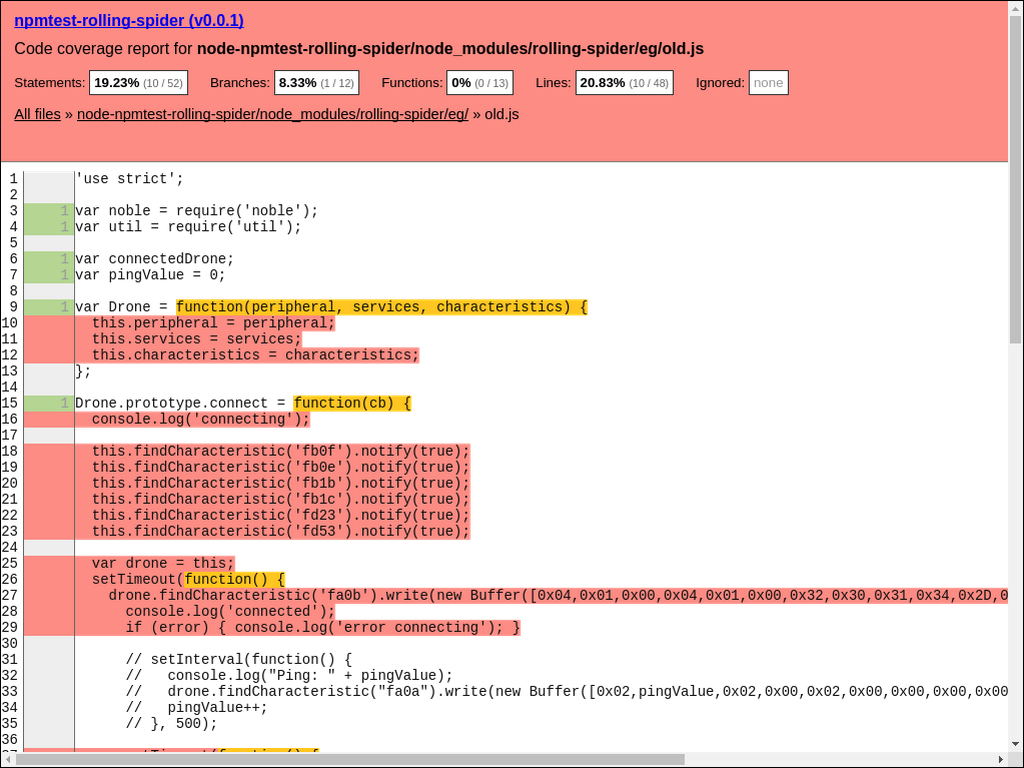 npmtest-rolling-spider (v0.0.1)
Code coverage report for node-npmtest-rolling-spider/node_modules/rolling-spider/eg/old.js
Statements: 19.23% (10 / 52) Branches: 8.33% (1 / 12) Functions: 0% (0 / 13) Lines: 20.83% (10 / 48) Ignored: none
All files » node-npmtest-rolling-spider/node_modules/rolling-spider/eg/ » old.js
1 'use strict';
2
3 1 var noble = require('noble');
4 1 var util = require('util');
5
6 1 var connectedDrone;
7 1 var pingValue = 0;
8
9 1 var Drone = function(peripheral, services, characteristics) {
10 this.peripheral = peripheral;
11 this.services = services;
12 this.characteristics = characteristics;
13 };
14
15 1 Drone.prototype.connect = function(cb) {
16 console.log('connecting');
17
18 this.findCharacteristic('fb0f').notify(true);
19 this.findCharacteristic('fb0e').notify(true);
20 this.findCharacteristic('fb1b').notify(true);
21 this.findCharacteristic('fb1c').notify(true);
22 this.findCharacteristic('fd23').notify(true);
23 this.findCharacteristic('fd53').notify(true);
24
25 var drone = this;
26 setTimeout(function() {
27 drone.findCharacteristic('fa0b').write(new Buffer([0x04,0x01,0x00,0x04,0x01,0x00,0x32,0x30,0x31,0x34,0x2D,0
28 console.log('connected');
29 if (error) { console.log('error connecting'); }
30
31 // setInterval(function() {
32 //   console.log("Ping: " + pingValue);
33 //   drone.findCharacteristic("fa0a").write(new Buffer([0x02,pingValue,0x02,0x00,0x02,0x00,0x00,0x00,0x00
34 //   pingValue++;
35 // }, 500);
36